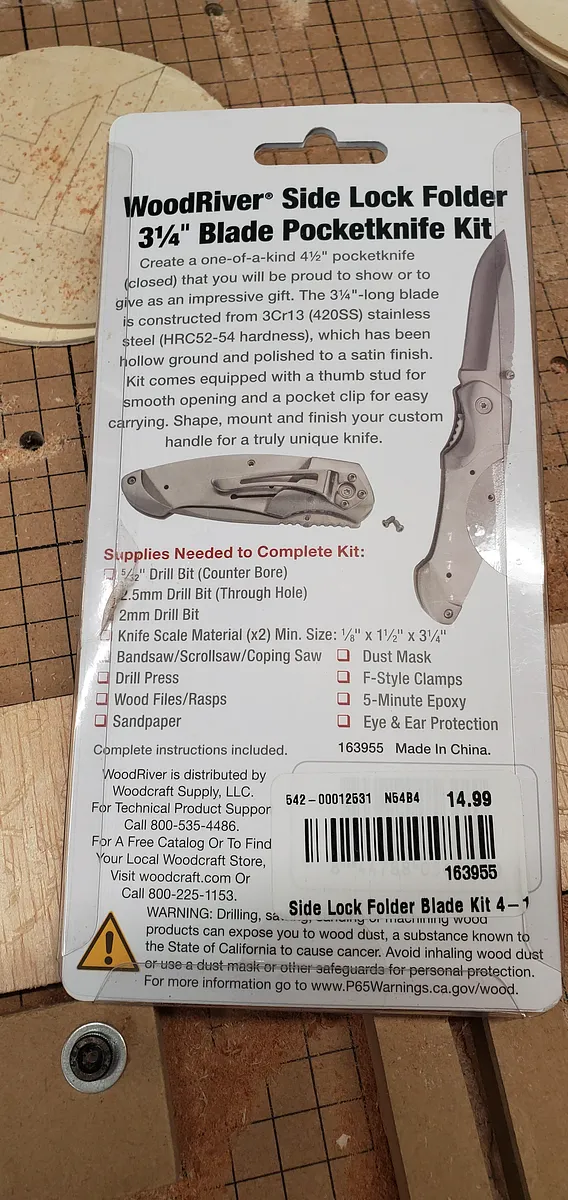 WoodRiver® Side Lock Folder
3¼" Blade Pocketknife Kit
Create a one-of-a-kind 4½" pocketknife
(closed) that you will be proud to show or to
give as an impressive gift. The 3¼"-long blade
is constructed from 3Cr13 (420SS) stainless
steel (HRC52-54 hardness), which has been
hollow ground and polished to a satin finish.
Kit comes equipped with a thumb stud for
smooth opening and a pocket clip for easy
carrying. Shape, mount and finish your custom
handle for a truly unique knife.
Supplies Needed to Complete Kit:
5/32" Drill Bit (Counter Bore)
2.5mm Drill Bit (Through Hole)
2mm Drill Bit
Knife Scale Material (x2) Min. Size: ⅛" x 1½" x 3¼"
Bandsaw/Scrollsaw/Coping Saw
Drill Press
Wood Files/Rasps
Sandpaper
Dust Mask
F-Style Clamps
5-Minute Epoxy
Eye & Ear Protection
Complete instructions included.
163955 Made In China.
WoodRiver is distributed by
Woodcraft Supply, LLC.
For Technical Product Suppor
Call 800-535-4486.
For A Free Catalog Or To Find
Your Local Woodcraft Store,
Visit woodcraft.com Or
Call 800-225-1153.
542-00012531 N54B4 14.99
163955
Side Lock Folder Blade Kit 4-1
WARNING: Drilling, sanding or machining wood
products can expose you to wood dust, a substance known to
the State of California to cause cancer. Avoid inhaling wood dust
or use a dust mask or other safeguards for personal protection.
For more information go to www.P65Warnings.ca.gov/wood.